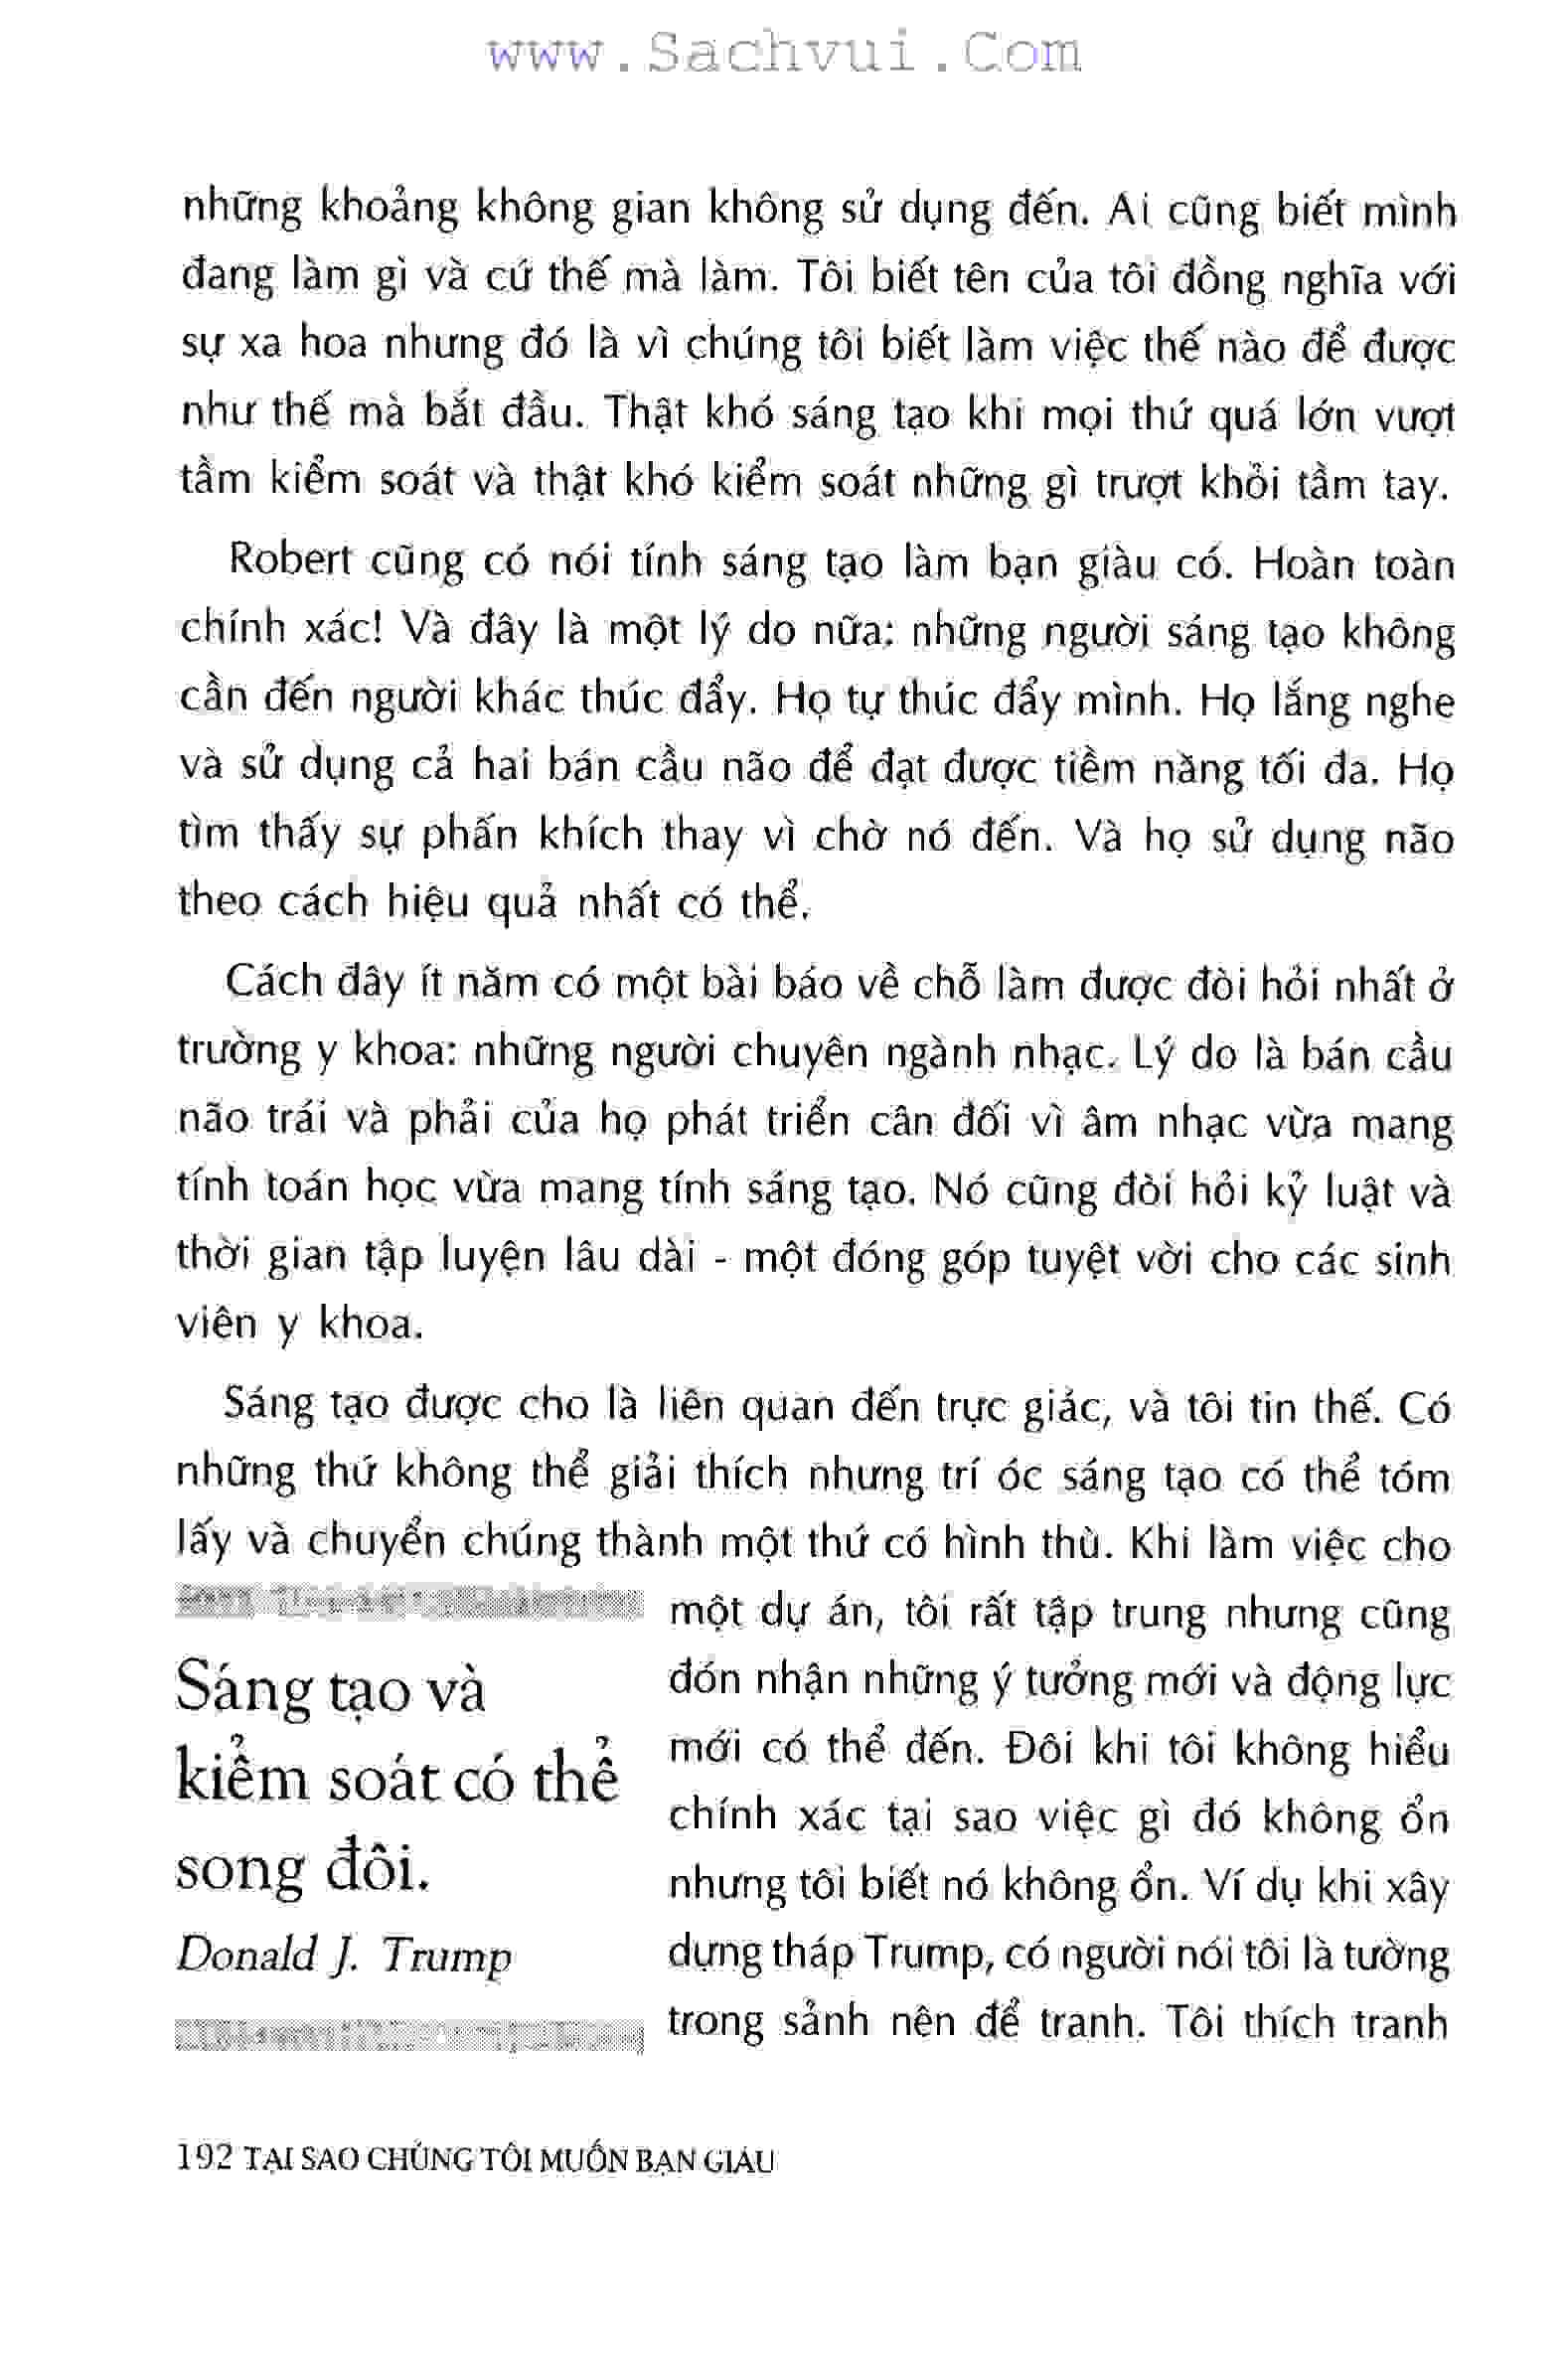 www.Sachvui.Com
những khoảng không gian không sử dụng đến. Ai cũng biết mình
đang làm gì và cứ thế mà làm. Tôi biết tên của tôi đồng nghĩa với
sự xa hoa nhưng đó là vì chúng tôi biết làm việc thế nào để được
như thế mà bắt đầu. Thật khó sáng tạo khi mọi thứ quá lớn vượt
tầm kiểm soát và thật khó kiểm soát những gì trượt khỏi tầm tay.
Robert cũng có nói tính sáng tạo làm bạn giàu có. Hoàn toàn
chính xác! Và đây là một lý do nữa: những người sáng tạo không
cần đến người khác thúc đẩy. Họ tự thúc đẩy mình. Họ lắng nghe
và sử dụng cả hai bán cầu não để đạt được tiềm năng tối đa. Họ
tìm thấy sự phấn khích thay vì chờ nó đến. Và họ sử dụng não
theo cách hiệu quả nhất có thể.
Cách đây ít năm có một bài báo về chỗ làm được đòi hỏi nhất ở
trường y khoa: những người chuyên ngành nhạc. Lý do là bán cầu
não trái và phải của họ phát triển cân đối vì âm nhạc vừa mang
tính toán học vừa mang tính sáng tạo. Nó cũng đòi hỏi kỷ luật và
thời gian tập luyện lâu dài - một đóng góp tuyệt vời cho các sinh
viên y khoa.
Sáng tạo được cho là liên quan đến trực giác, và tôi tin thế. Có
những thứ không thể giải thích nhưng trí óc sáng tạo có thể tóm
lấy và chuyển chúng thành một thứ có hình thù. Khi làm việc cho
một dự án, tôi rất tập trung nhưng cũng
đón nhận những ý tưởng mới và động lực
mới có thể đến. Đôi khi tôi không hiểu
chính xác tại sao việc gì đó không ổn
nhưng tôi biết nó không ổn. Ví dụ khi xây
dựng tháp Trump, có người nói tôi là tường
trong sảnh nên để tranh. Tôi thích tranh
Sáng tạo và
kiểm soát có thể
song đôi.
Donald J. Trump
192 TẠI SAO CHÚNG TÔI MUỐN BẠN GIÀU